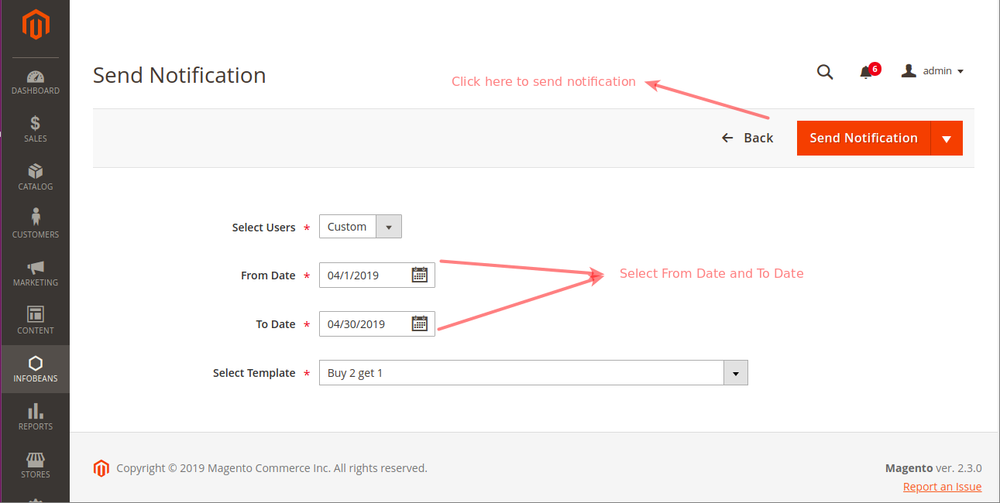 DASHBOARD
SALES
CATALOG
CUSTOMERS
MARKETING
CONTENT
INFOBEANS
REPORTS
STORES
Send Notification
Click here to send notification
6
admin
Back
Send Notification
Select Users * Custom
From Date * 04/1/2019
Select From Date and To Date
To Date * 04/30/2019
Select Template * Buy 2 get 1
Copyright © 2019 Magento Commerce Inc. All rights reserved.
Magento ver. 2.3.0
Report an Issue